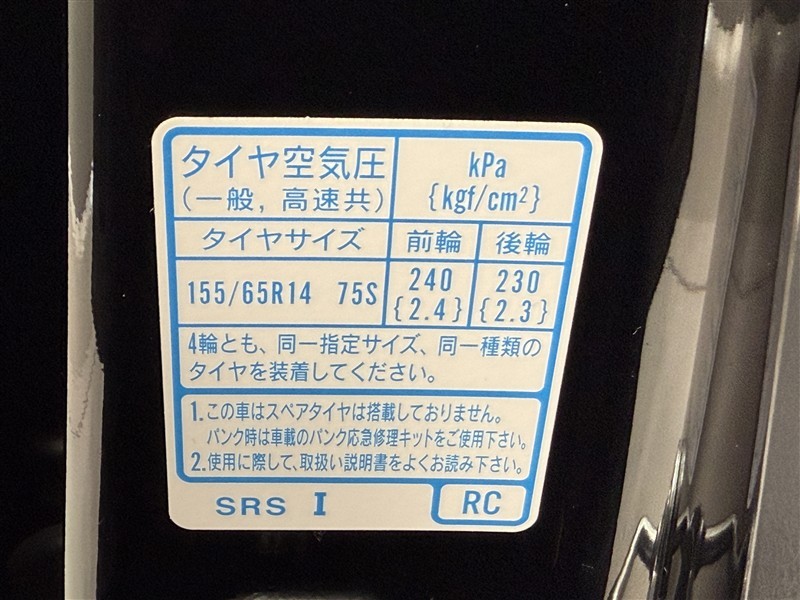 タイヤ空気圧
(一般, 高速共)
kPa
{kgf/cm²}
タイヤサイズ 前輪 後輪
155/65R14 75S 240 {2.4} 230 {2.3}
4輪とも、同一指定サイズ、同一種類の
タイヤを装着してください。
1.この車はスペアタイヤは搭載しておりません。
パンク時は車載のパンク応急修理キットをご使用下さい。
2.使用に際して、取扱い説明書をよくお読み下さい。
SRS I RC